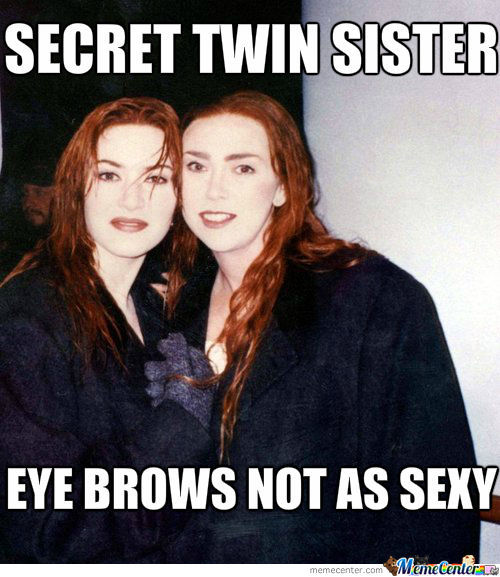 SECRET TWIN SISTER
EYE BROWS NOT AS SEXY
memecenter.com MemeCenter